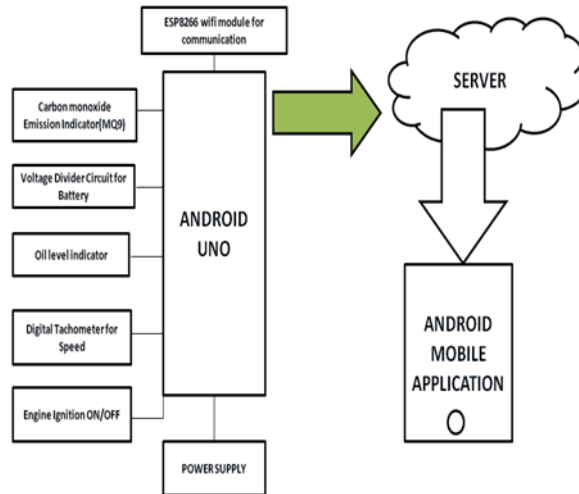 ESP8266 wifi module for
communication
Carbon monoxide
Emission Indicator(MQ9)
Voltage Divider Circuit for
Battery
Oil level indicator
Digital Tachometer for
Speed
Engine Ignition ON/OFF
ANDROID
UNO
POWER SUPPLY
SERVER
ANDROID
MOBILE
APPLICATION